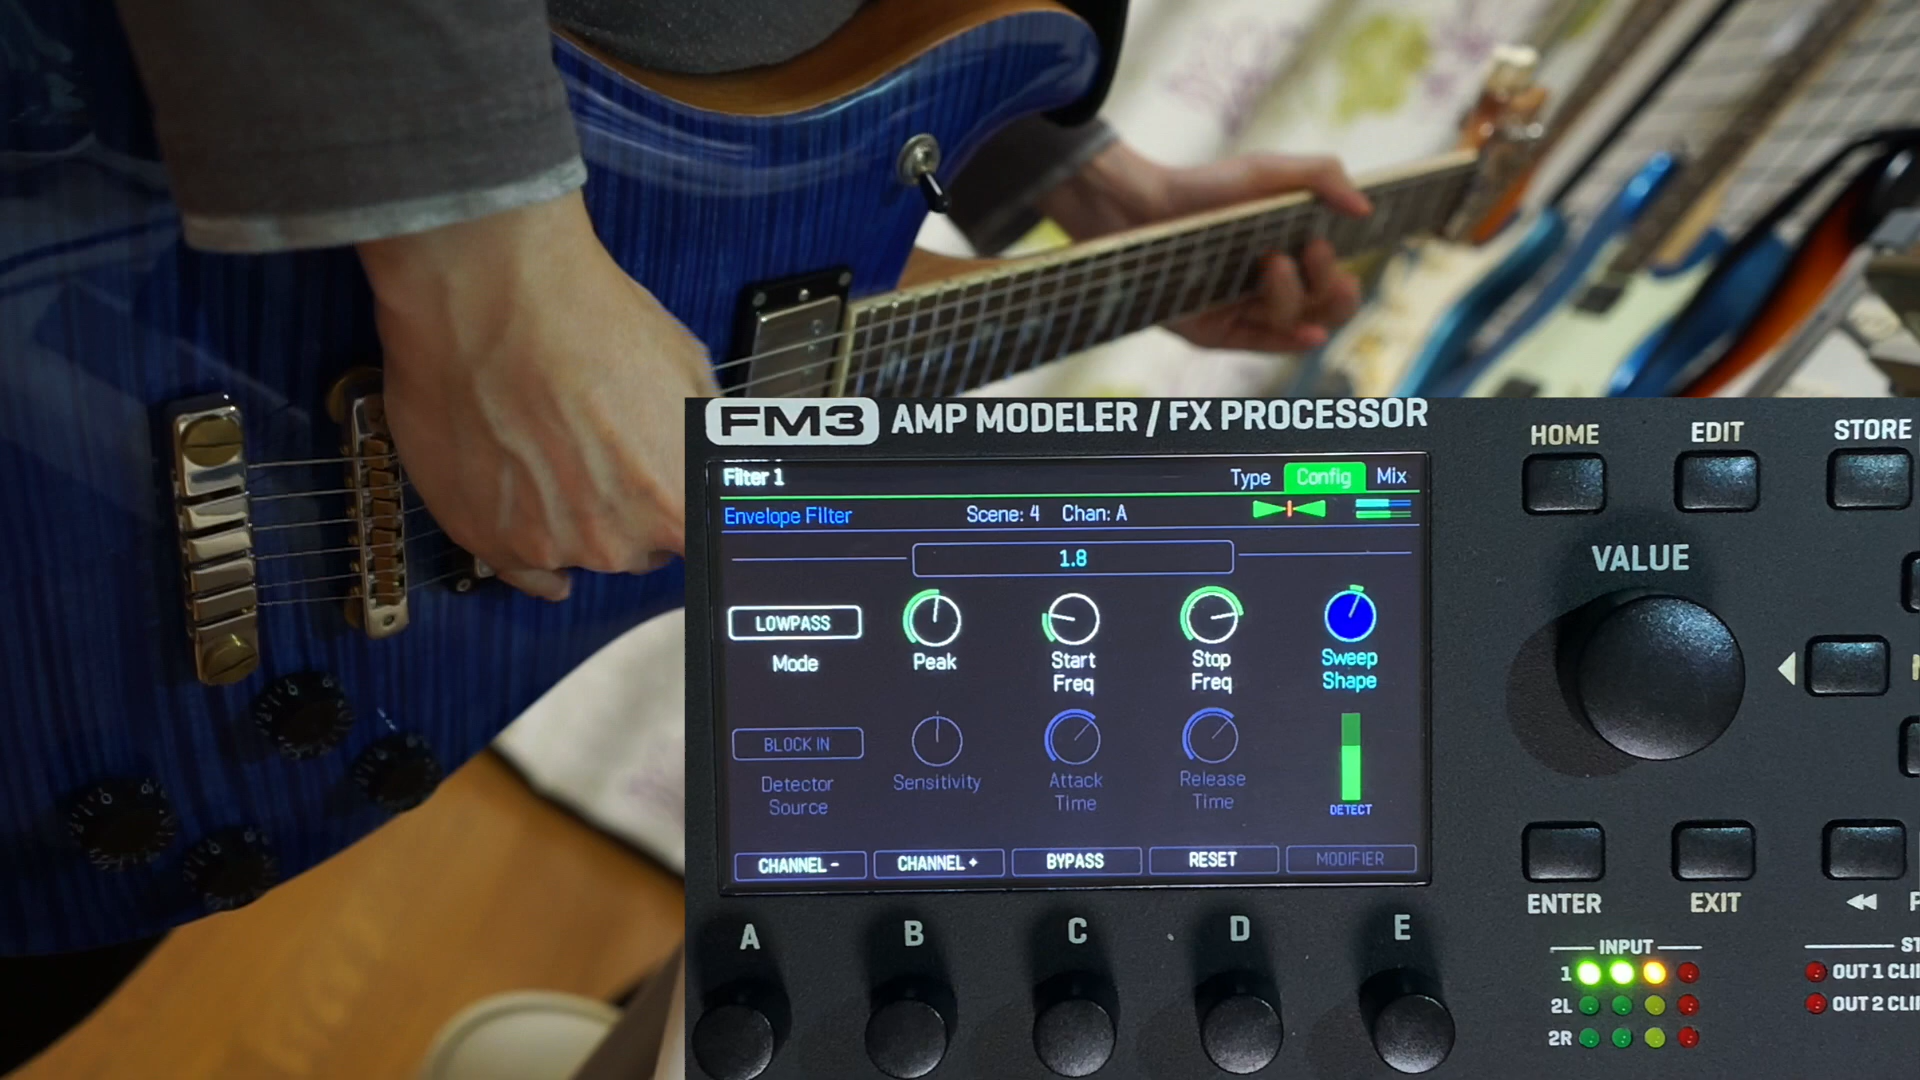 FM3 AMP MODELER / FX PROCESSOR
HOME EDIT STORE
Filter 1 Type Config Mix
Envelope Filter Scene: 4 Chan: A
1.8
VALUE
LOWPASS
Mode Peak Start Freq Stop Freq Sweep Shape
BLOCK IN
Detector Source Sensitivity Attack Time Release Time DETECT
CHANNEL - CHANNEL + BYPASS RESET MODIFIER
ENTER EXIT
A B C D E
INPUT
1
2L
2R
OUT 1 CLI
OUT 2 CLI